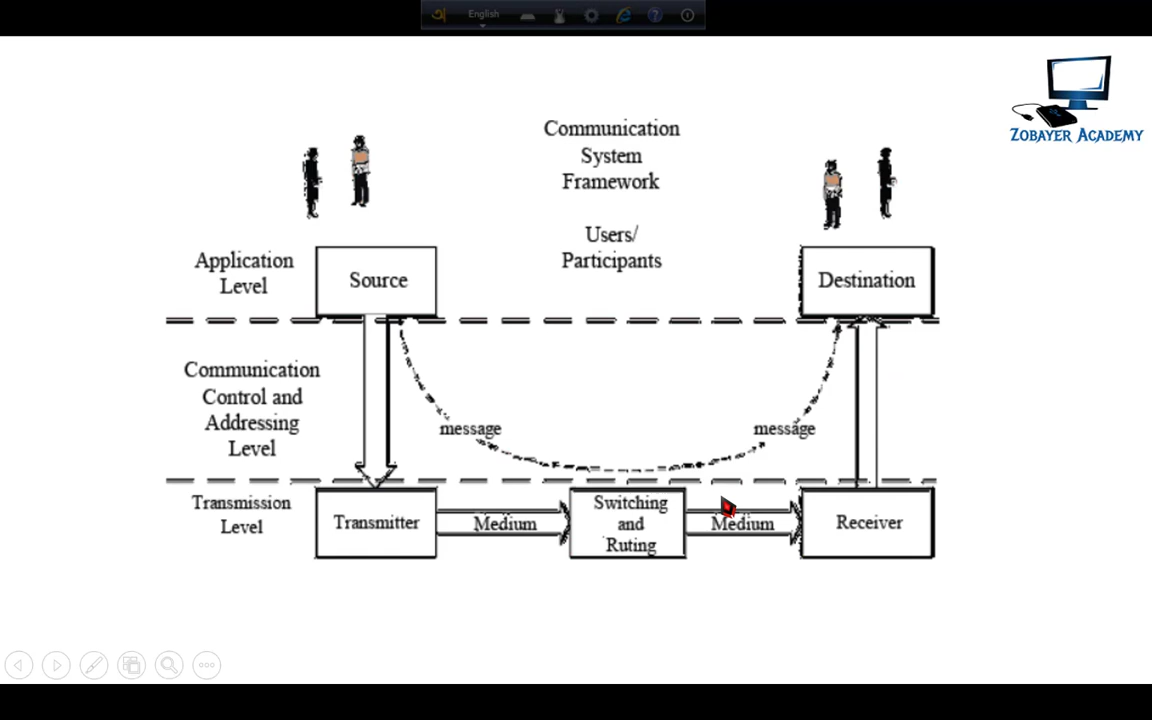 অ
English
ZOBAYER ACADEMY
Communication
System
Framework
Users/
Participants
Application
Level
Source
Destination
Communication
Control and
Addressing
Level
message
message
Transmission
Level
Transmitter
Medium
Switching
and
Ruting
Medium
Receiver